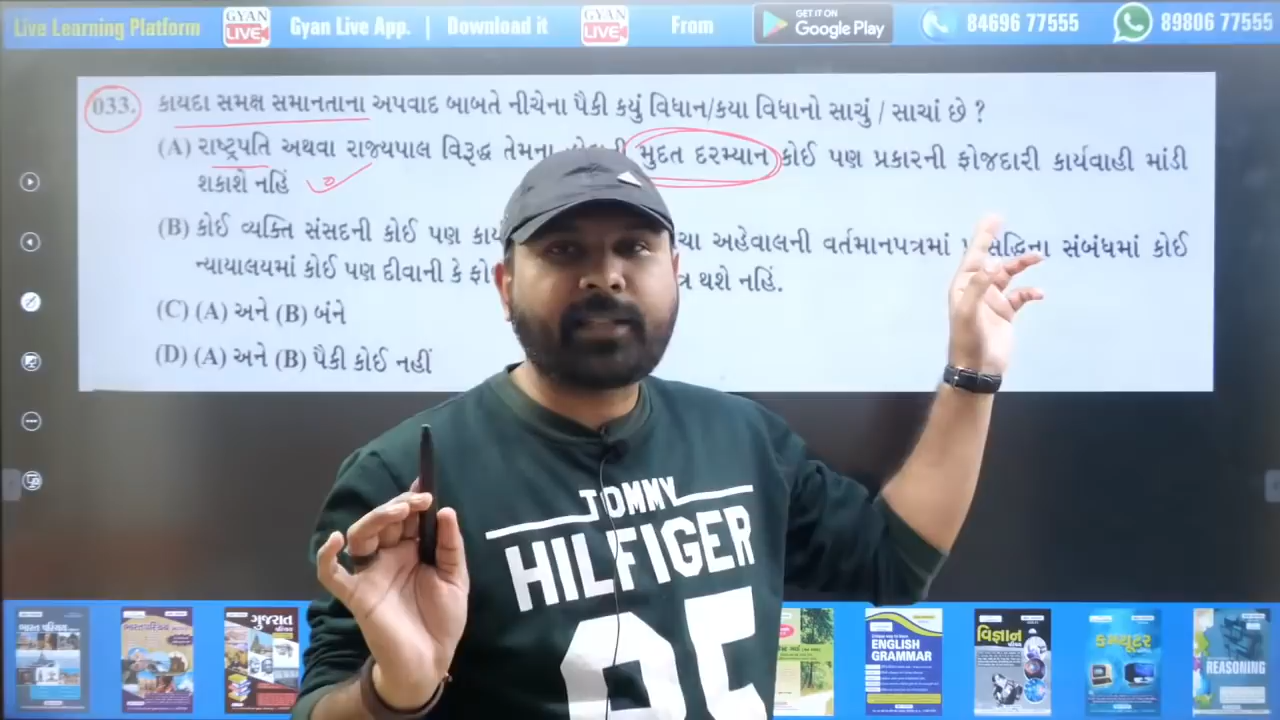 Live Learning Platform
GYAN LIVE
Gyan Live App. | Download it
GYAN LIVE
From
GET IT ON
Google Play
84696 77555
89806 77555
033. કાયદા સમક્ષ સમાનતાના અપવાદ બાબતે નીચેના પૈકી કયું વિધાન/કયા વિધાનો સાચું / સાચાં છે ?
(A) રાષ્ટ્રપતિ અથવા રાજ્યપાલ વિરૂદ્ધ તેમના મુદત દરમ્યાન કોઈ પણ પ્રકારની ફોજદારી કાર્યવાહી માંડી
શકાશે નહિં
(B) કોઈ વ્યક્તિ સંસદની કોઈ પણ અહેવાલની વર્તમાનપત્રમાં સંબંધમાં કોઈ
ન્યાયાલયમાં કોઈ પણ દીવાની કે થશે નહિં.
(C) (A) અને (B) બંને
(D) (A) અને (B) પૈકી કોઈ નહીં
TOMMY
HILFIGER
ભારત પરિચય
ગુજરાત
ENGLISH
GRAMMAR
વિજ્ઞાન
કમ્પ્યૂટર
REASONING